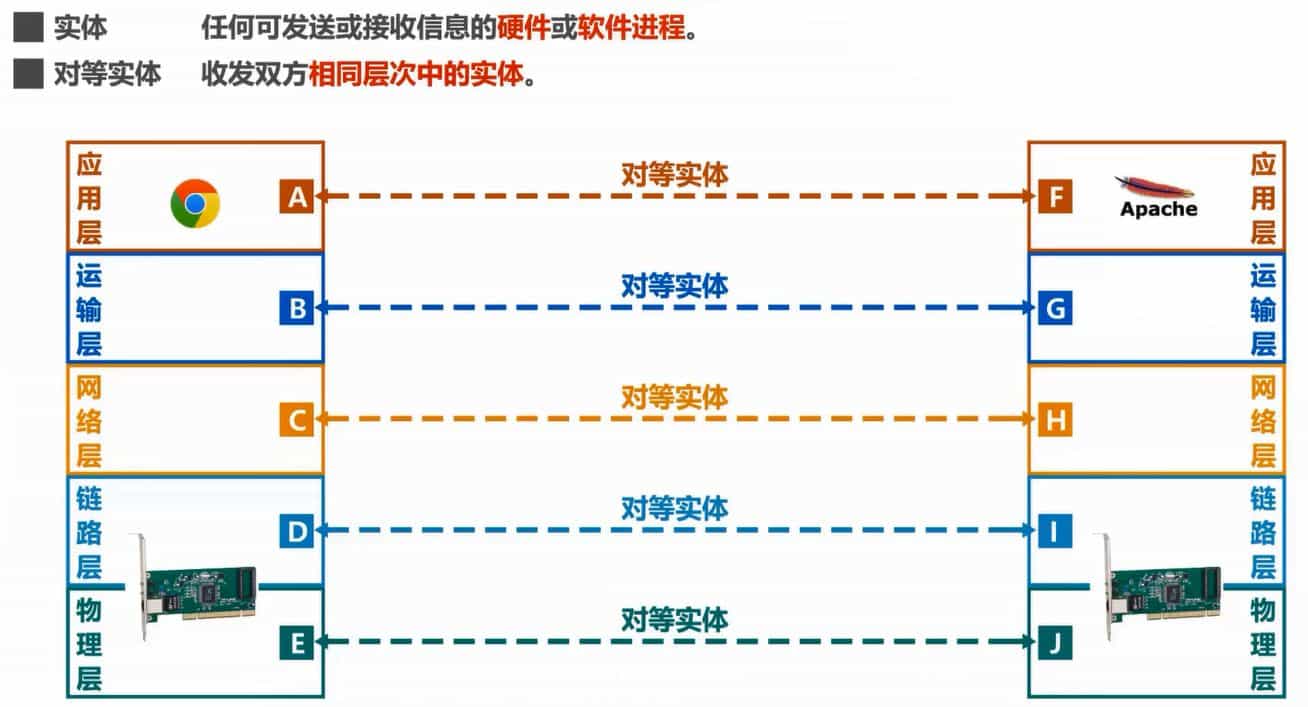 实体 任何可发送或接收信息的硬件或软件进程。
对等实体 收发双方相同层次中的实体。
应用层 A 对等实体 F Apache 应用层
运输层 B 对等实体 G 运输层
网络层 C 对等实体 H 网络层
链路层 D 对等实体 I 链路层
物理层 E 对等实体 J 物理层